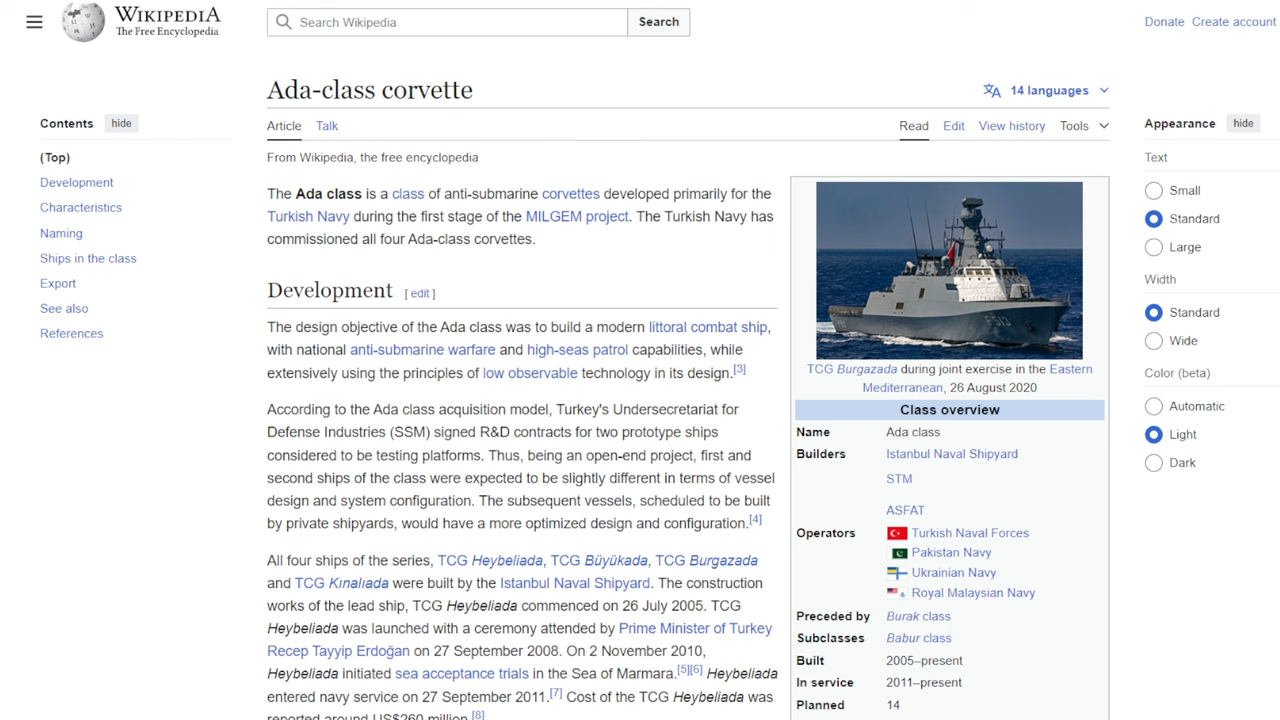 WIKIPEDIA
The Free Encyclopedia
Search Wikipedia
Search
Donate Create account
Contents hide
(Top)
Development
Characteristics
Naming
Ships in the class
Export
See also
References
Ada-class corvette
14 languages
Article Talk
Read Edit View history Tools
From Wikipedia, the free encyclopedia
The Ada class is a class of anti-submarine corvettes developed primarily for the
Turkish Navy during the first stage of the MILGEM project. The Turkish Navy has
commissioned all four Ada-class corvettes.
Development [ edit ]
The design objective of the Ada class was to build a modern littoral combat ship,
with national anti-submarine warfare and high-seas patrol capabilities, while
extensively using the principles of low observable technology in its design.[3]
According to the Ada class acquisition model, Turkey's Undersecretariat for
Defense Industries (SSM) signed R&D contracts for two prototype ships
considered to be testing platforms. Thus, being an open-end project, first and
second ships of the class were expected to be slightly different in terms of vessel
design and system configuration. The subsequent vessels, scheduled to be built
by private shipyards, would have a more optimized design and configuration.[4]
All four ships of the series, TCG Heybeliada, TCG Büyükada, TCG Burgazada
and TCG Kınalıada were built by the Istanbul Naval Shipyard. The construction
works of the lead ship, TCG Heybeliada commenced on 26 July 2005. TCG
Heybeliada was launched with a ceremony attended by Prime Minister of Turkey
Recep Tayyip Erdoğan on 27 September 2008. On 2 November 2010,
Heybeliada initiated sea acceptance trials in the Sea of Marmara.[5][6] Heybeliada
entered navy service on 27 September 2011.[7] Cost of the TCG Heybeliada was
reported around US$260 million.[8]
F513
TCG Burgazada during joint exercise in the Eastern
Mediterranean, 26 August 2020
Class overview
Name Ada class
Builders Istanbul Naval Shipyard
STM
ASFAT
Operators Turkish Naval Forces
Pakistan Navy
Ukrainian Navy
Royal Malaysian Navy
Preceded by Burak class
Subclasses Babur class
Built 2005–present
In service 2011–present
Planned 14
Appearance hide
Text
Small
Standard
Large
Width
Standard
Wide
Color (beta)
Automatic
Light
Dark